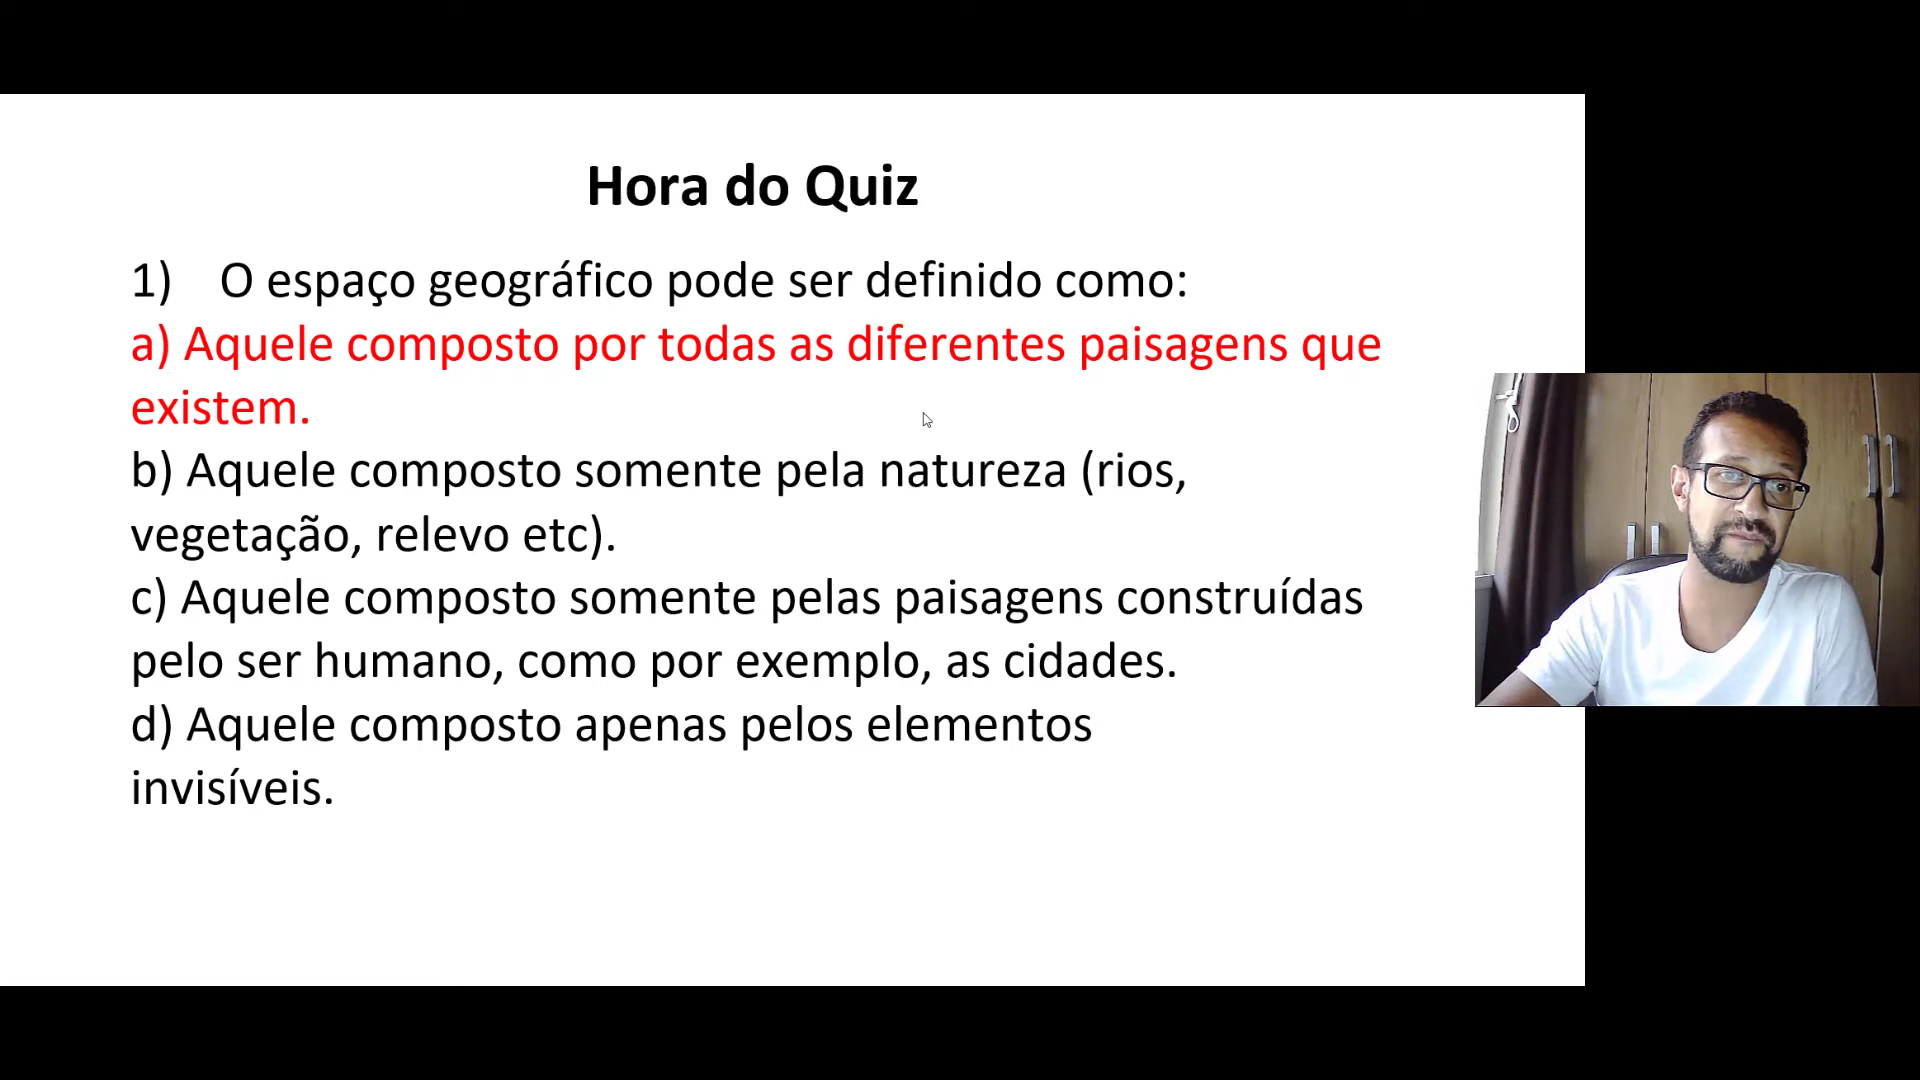 Hora do Quiz
1) O espaço geográfico pode ser definido como:
a) Aquele composto por todas as diferentes paisagens que
existem.
b) Aquele composto somente pela natureza (rios,
vegetação, relevo etc).
c) Aquele composto somente pelas paisagens construídas
pelo ser humano, como por exemplo, as cidades.
d) Aquele composto apenas pelos elementos
invisíveis.